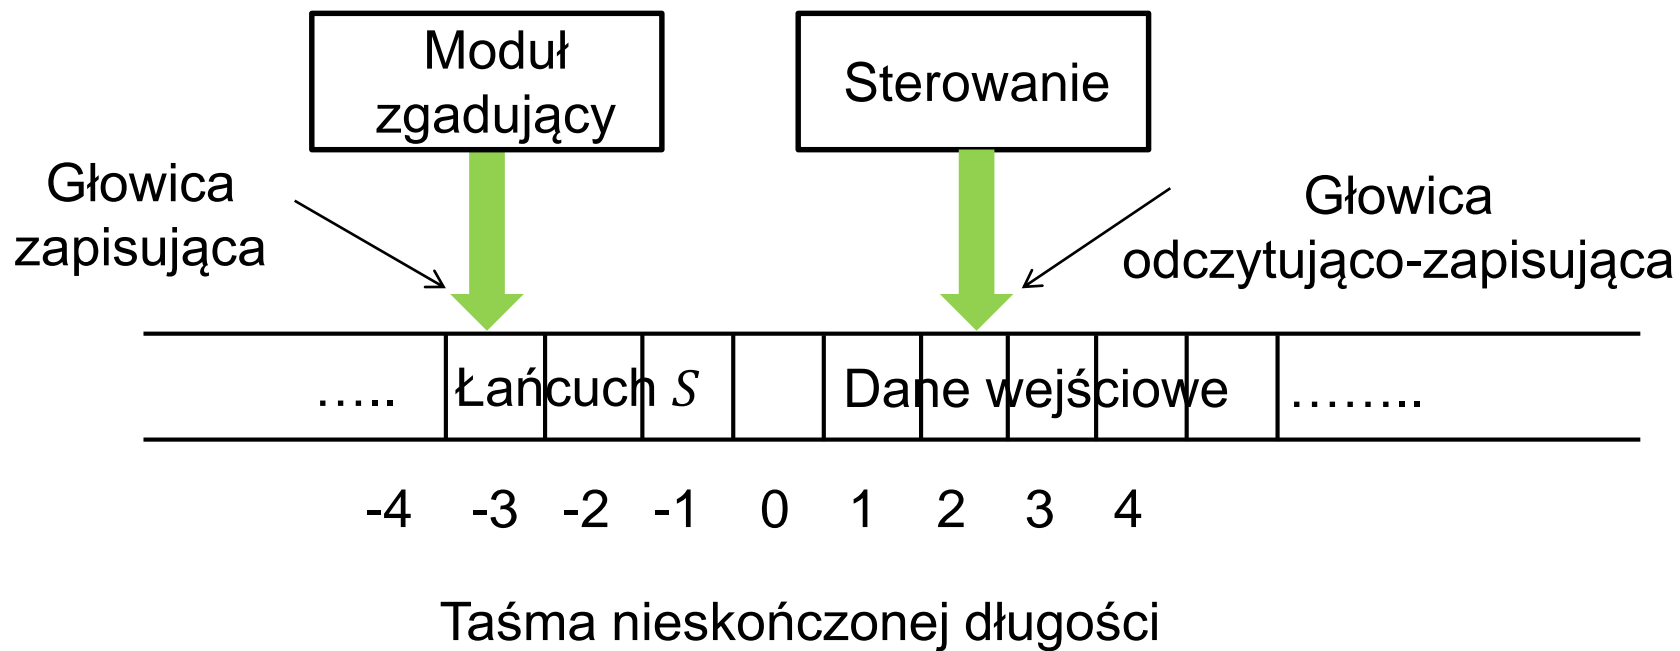 Moduł
zgadujący
Sterowanie
Głowica
zapisująca
Głowica
odczytująco-zapisująca
..... Łańcuch S Dane wejściowe ........
-4 -3 -2 -1 0 1 2 3 4
Taśma nieskończonej długości